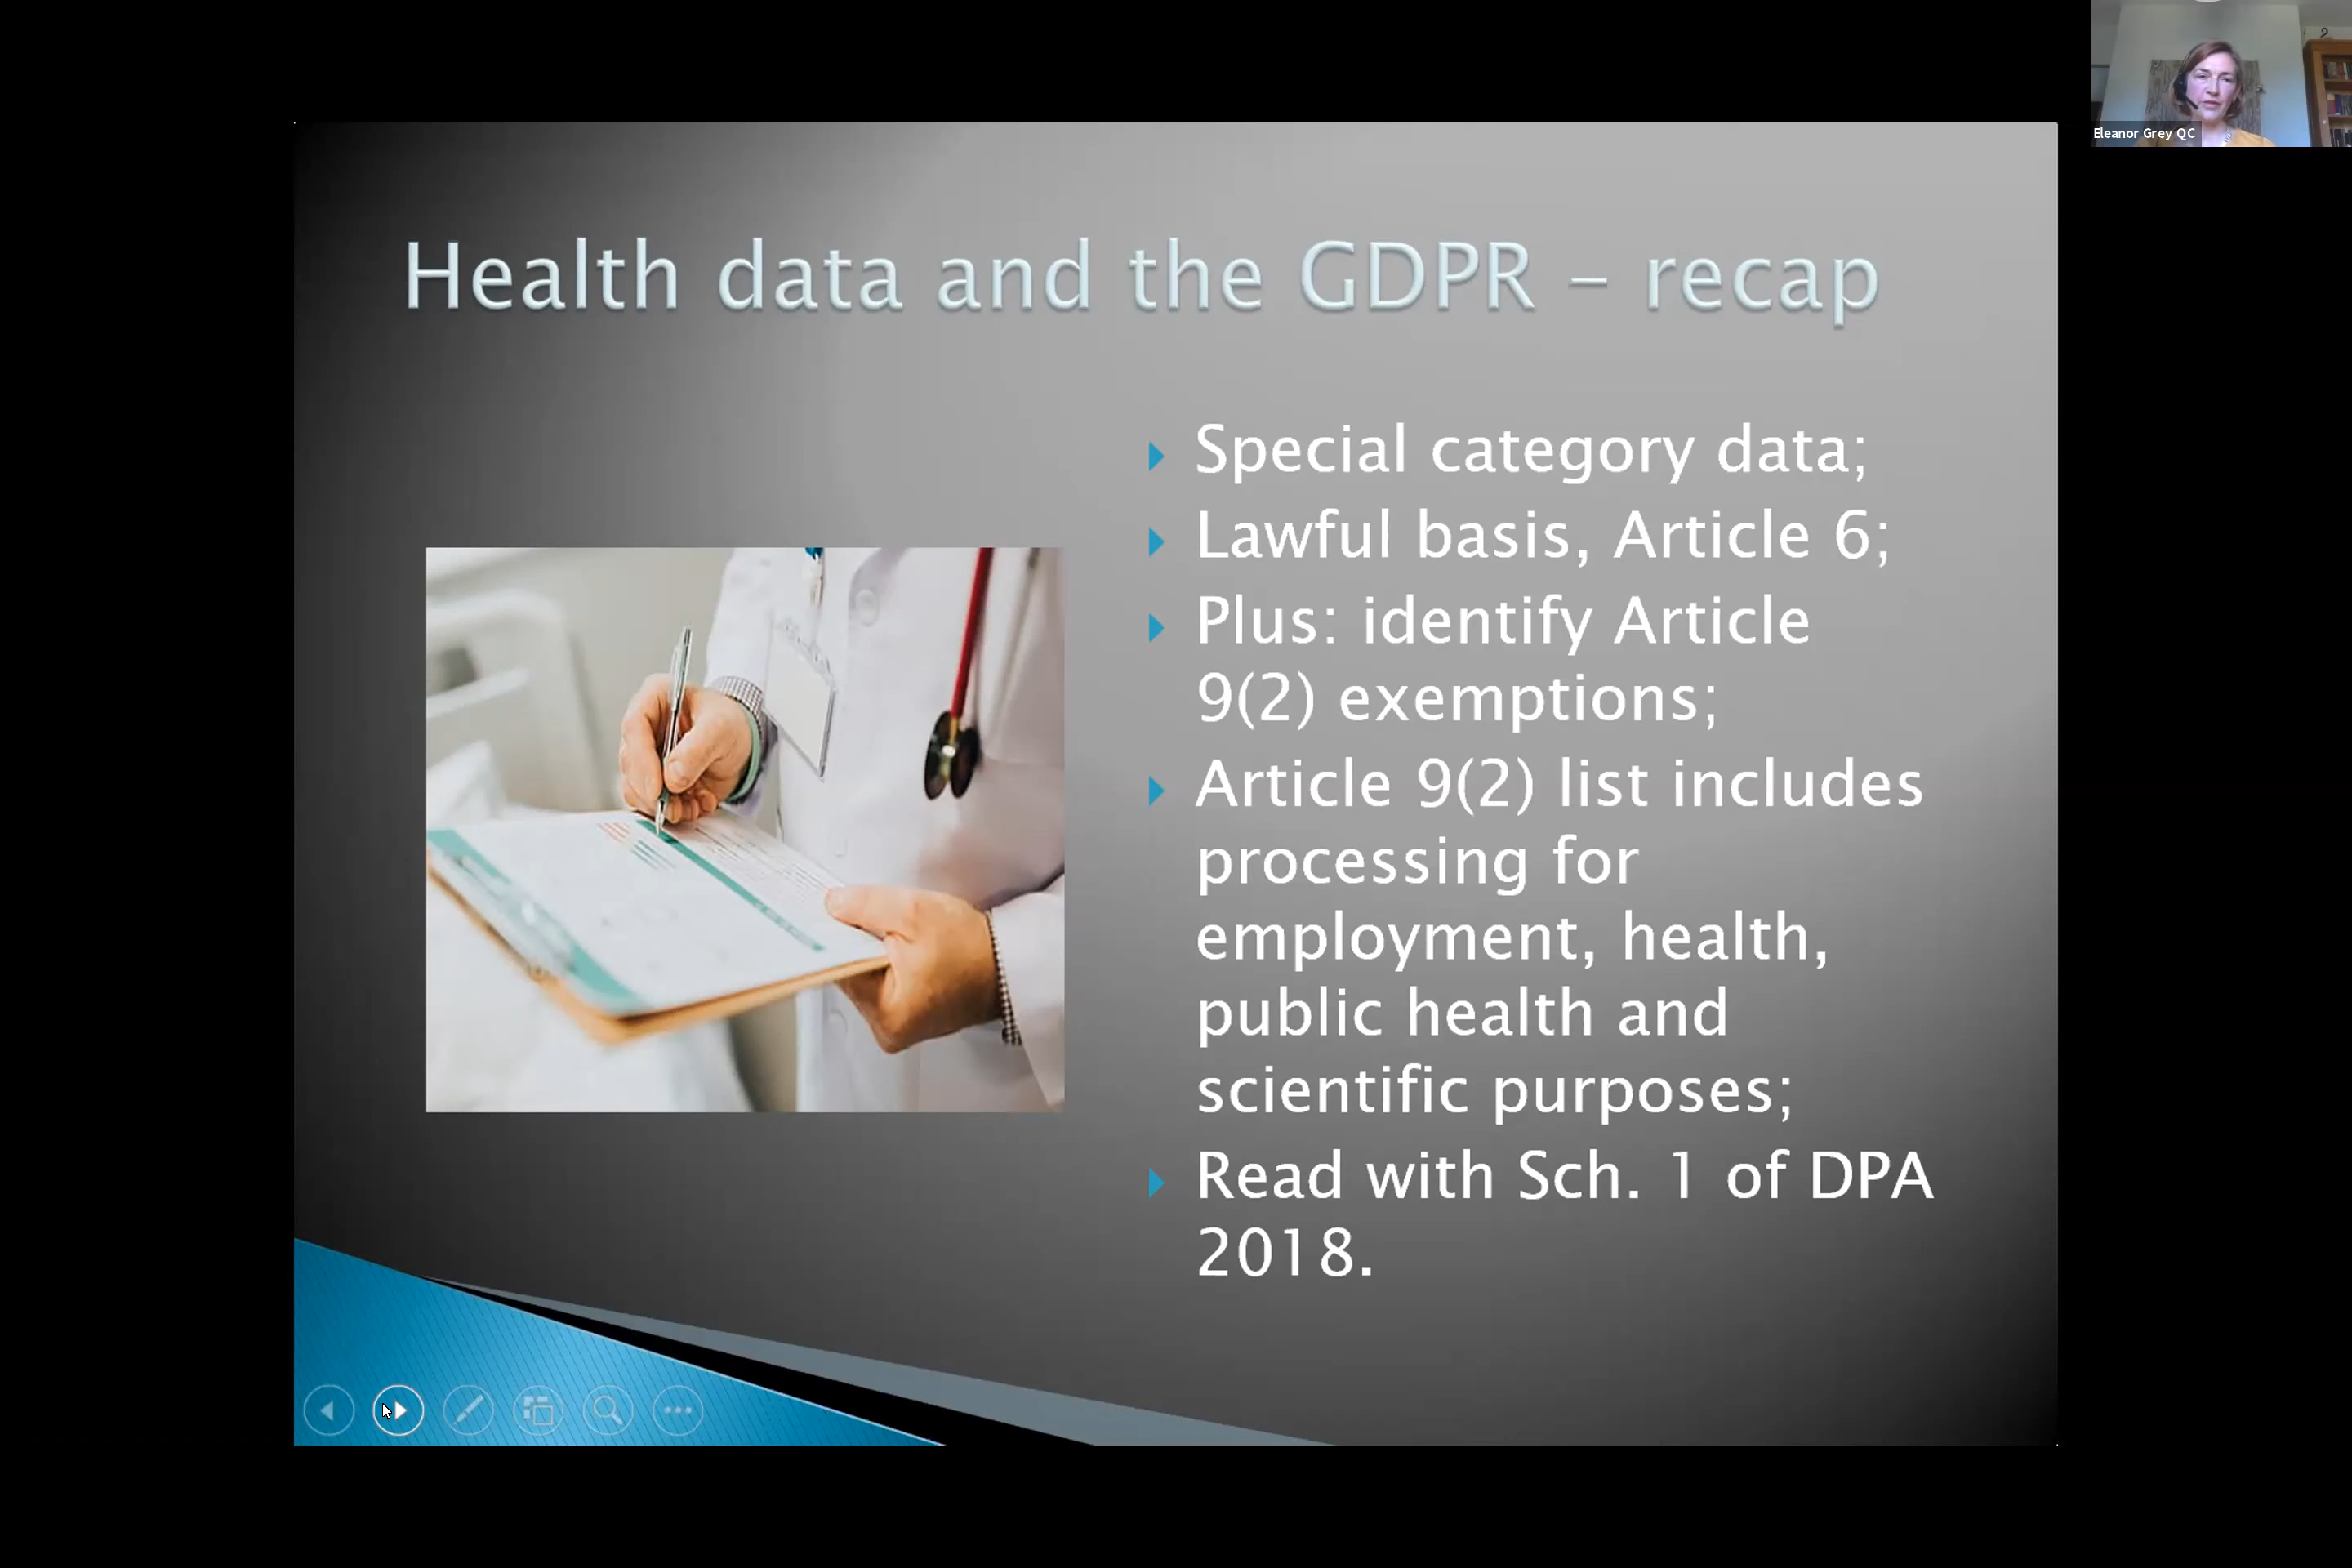 Eleanor Grey QC
Health data and the GDPR – recap
Special category data;
Lawful basis, Article 6;
Plus: identify Article
9(2) exemptions;
Article 9(2) list includes
processing for
employment, health,
public health and
scientific purposes;
Read with Sch. 1 of DPA
2018.